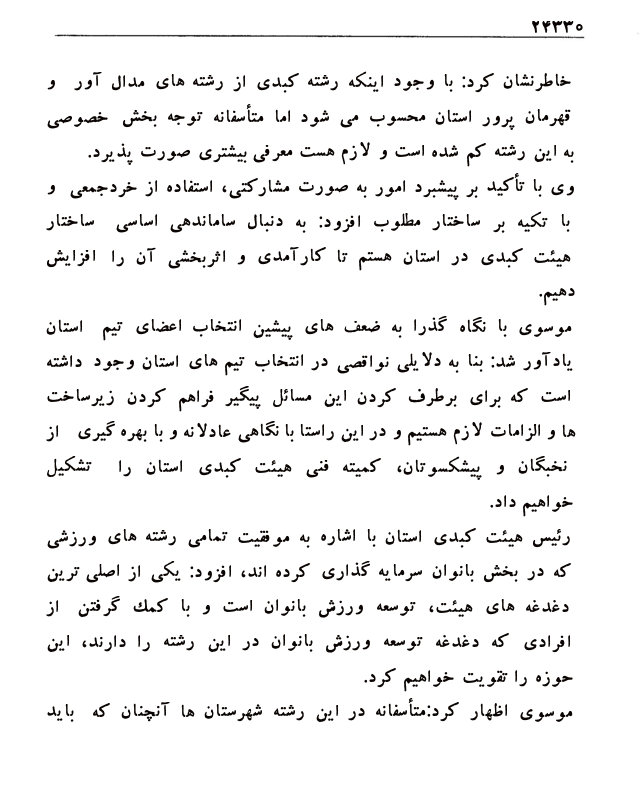 ۲۴۳۳۰
خاطرنشان کرد: با وجود اینکه رشته کبدی از رشته های مدال آور و
قهرمان پرور استان محسوب می شود اما متأسفانه توجه بخش خصوصی
به این رشته کم شده است و لازم هست معرفی بیشتری صورت پذیرد.
وی با تأکید بر پیشبرد امور به صورت مشارکتی، استفاده از خردجمعی و
با تکیه بر ساختار مطلوب افزود: به دنبال ساماندهی اساسی ساختار
هیئت کبدی در استان هستم تا کارآمدی و اثربخشی آن را افزایش
دهیم.
موسوی با نگاه گذرا به ضعف های پیشین انتخاب اعضای تیم استان
یادآور شد: بنا به دلایلی نواقصی در انتخاب تیم های استان وجود داشته
است که برای برطرف کردن این مسائل پیگیر فراهم کردن زیرساخت
ها و الزامات لازم هستیم و در این راستا با نگاهی عادلانه و با بهره گیری از
نخبگان و پیشکسوتان، کمیته فنی هیئت کبدی استان را تشکیل
خواهیم داد.
رئیس هیئت کبدی استان با اشاره به موفقیت تمامی رشته های ورزشی
که در بخش بانوان سرمایه گذاری کرده اند، افزود: یکی از اصلی ترین
دغدغه های هیئت، توسعه ورزش بانوان است و با کمك گرفتن از
افرادی که دغدغه توسعه ورزش بانوان در این رشته را دارند، این
حوزه را تقویت خواهیم کرد.
موسوی اظهار کرد:متأسفانه در این رشته شهرستان ها آنچنان که باید